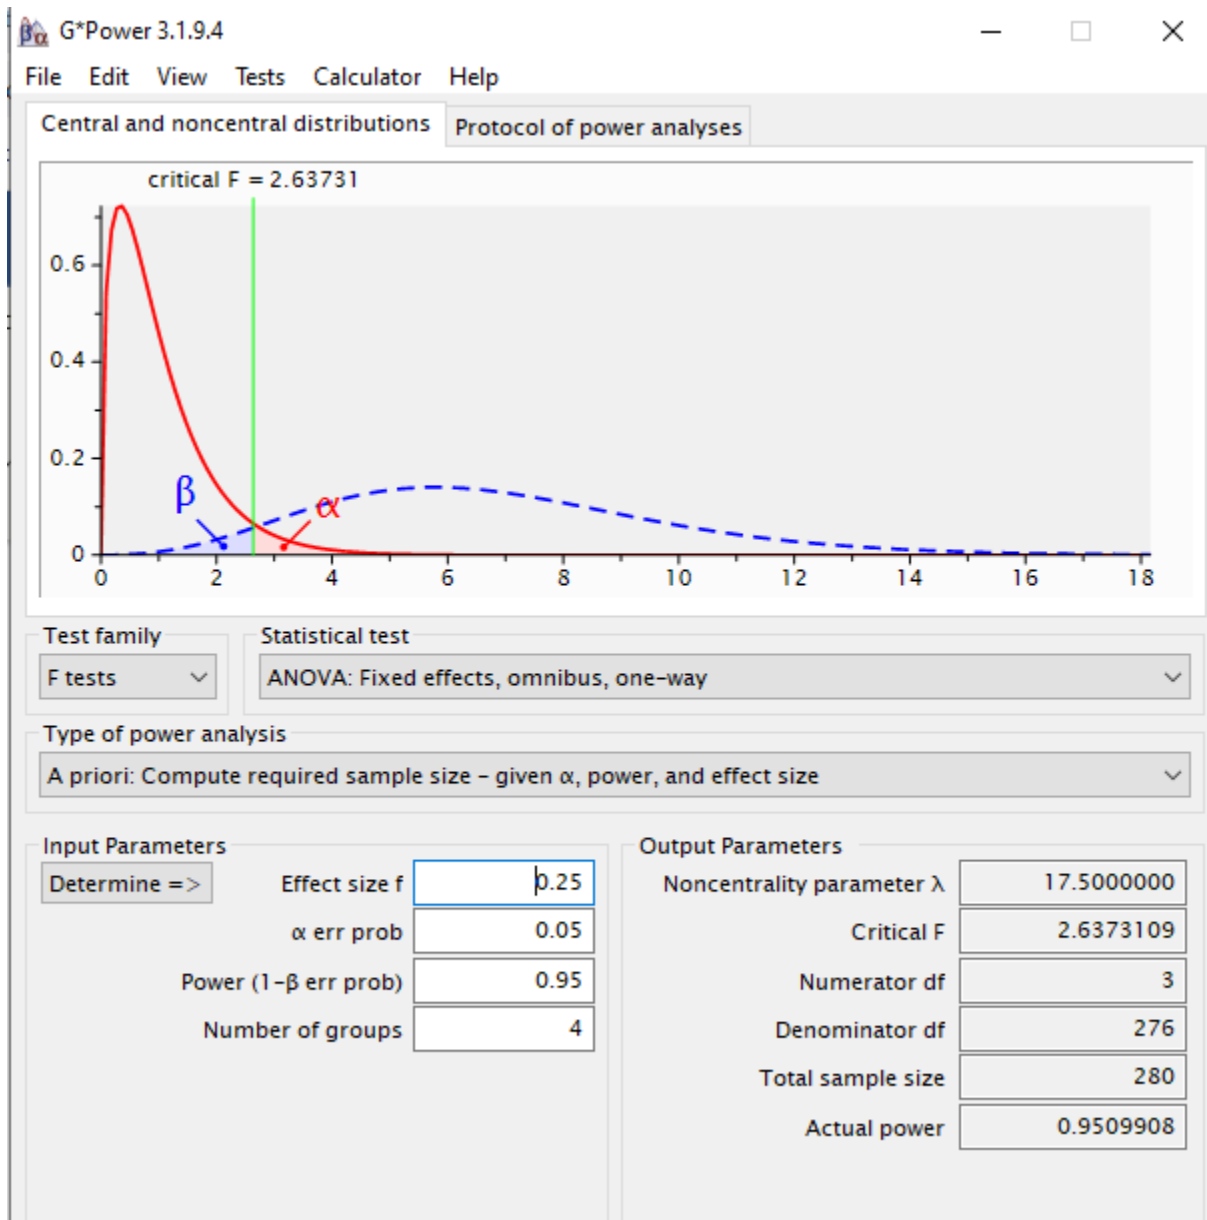 G*Power 3.1.9.4
File Edit View Tests Calculator Help
Central and noncentral distributions Protocol of power analyses
critical F = 2.63731
0.6
0.4
0.2
0
β
α
0 2 4 6 8 10 12 14 16 18
Test family Statistical test
F tests ANOVA: Fixed effects, omnibus, one-way
Type of power analysis
A priori: Compute required sample size - given α, power, and effect size
Input Parameters Output Parameters
Determine => Effect size f 0.25 Noncentrality parameter λ 17.5000000
α err prob 0.05 Critical F 2.6373109
Power (1-β err prob) 0.95 Numerator df 3
Number of groups 4 Denominator df 276
Total sample size 280
Actual power 0.9509908